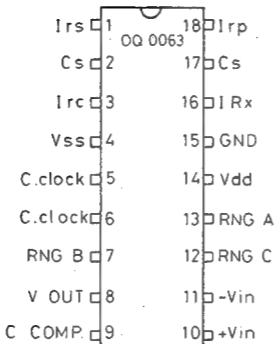 Irs 1 18 Irp
OQ 0063
Cs 2 17 Cs
Irc 3 16 I Rx
Vss 4 15 GND
C.clock 5 14 Vdd
C.clock 6 13 RNG A
RNG B 7 12 RNG C
V OUT 8 11 -Vin
C COMP. 9 10 +Vin